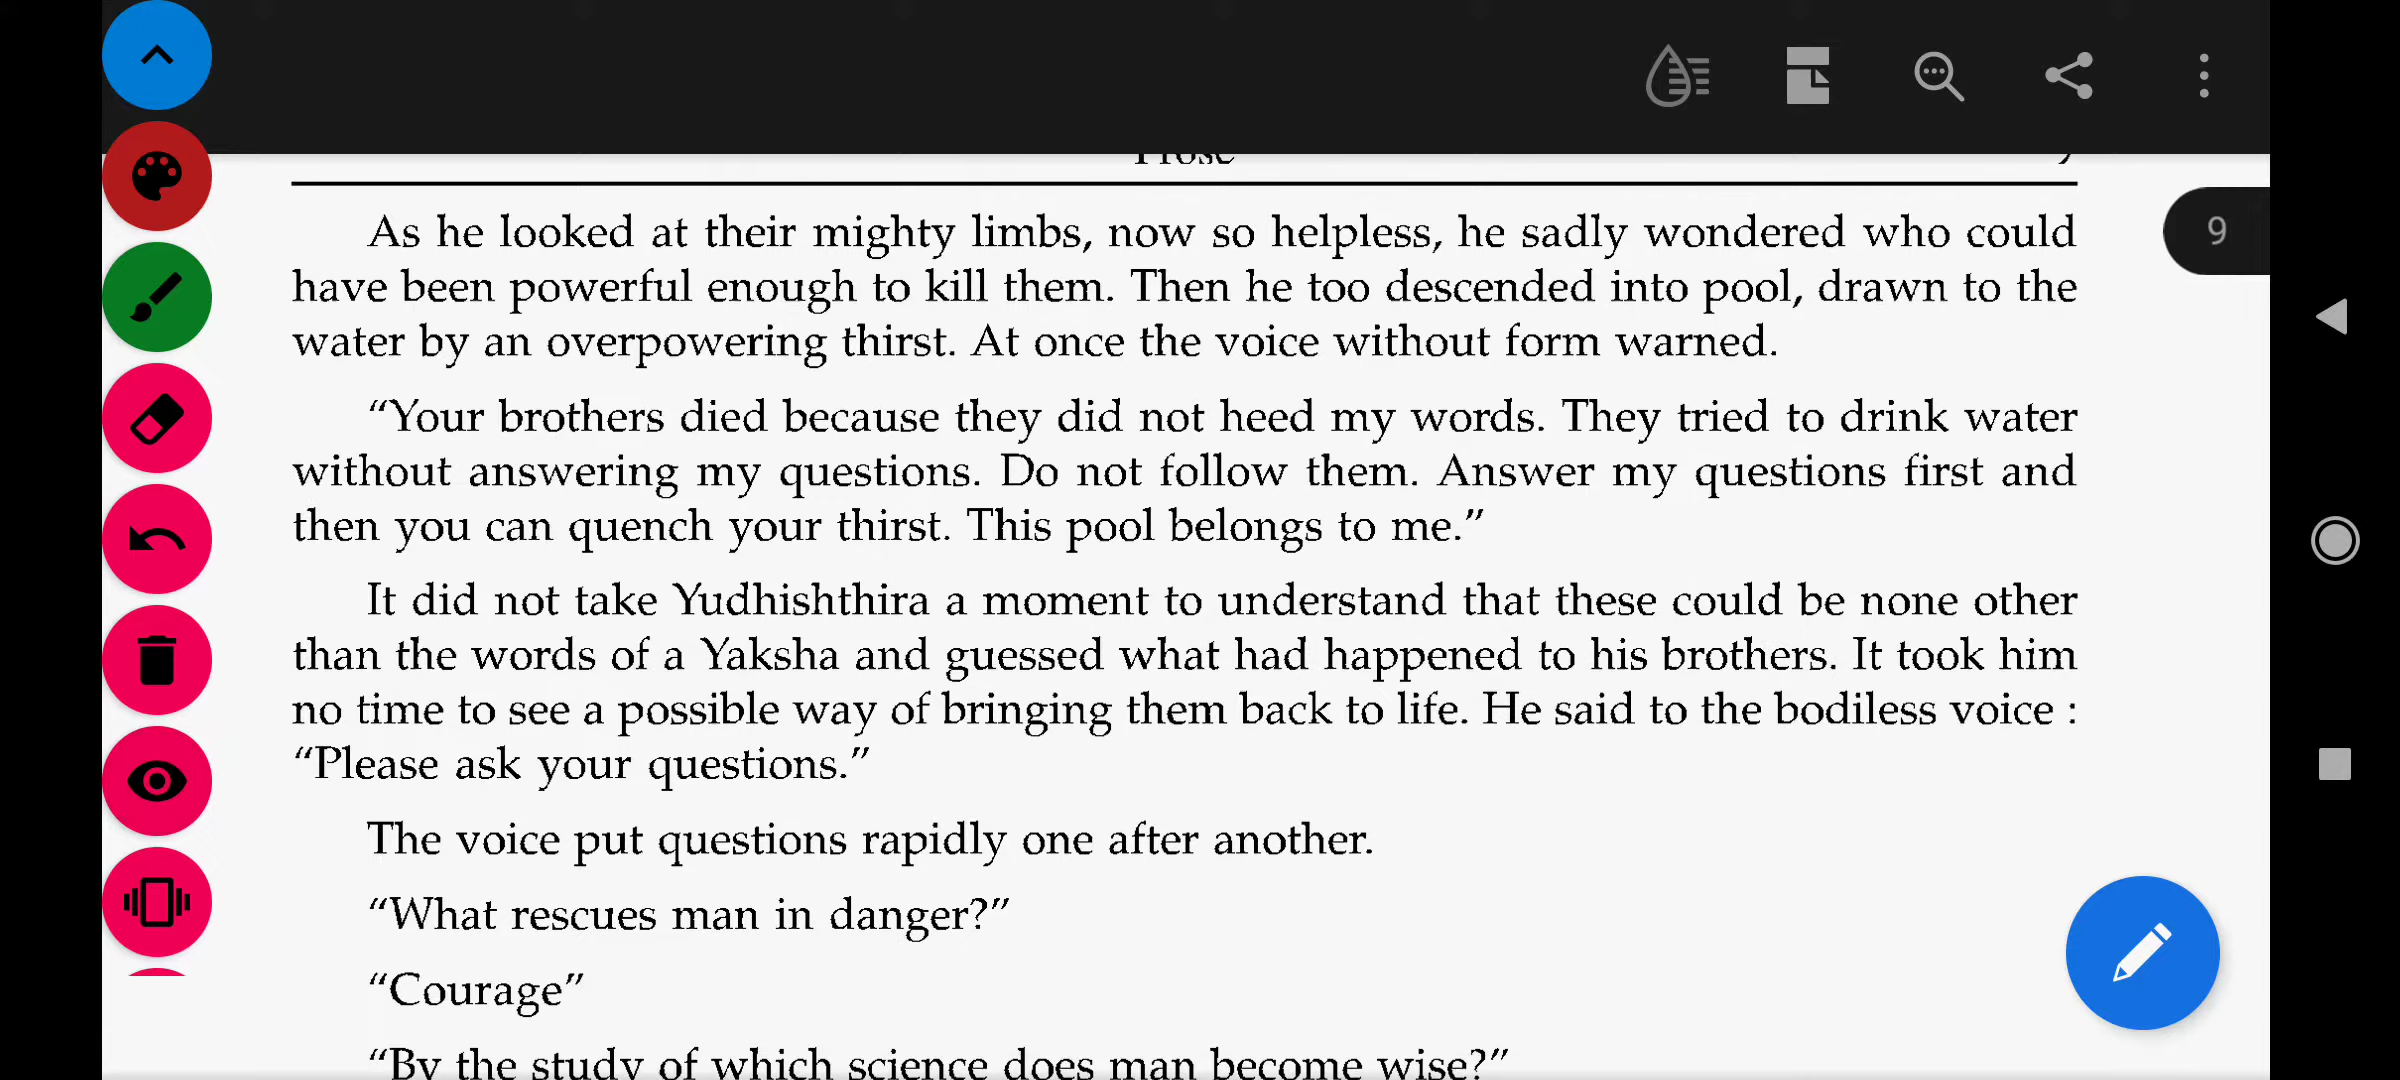 Prose
9
As he looked at their mighty limbs, now so helpless, he sadly wondered who could
have been powerful enough to kill them. Then he too descended into pool, drawn to the
water by an overpowering thirst. At once the voice without form warned.
“Your brothers died because they did not heed my words. They tried to drink water
without answering my questions. Do not follow them. Answer my questions first and
then you can quench your thirst. This pool belongs to me.”
It did not take Yudhishthira a moment to understand that these could be none other
than the words of a Yaksha and guessed what had happened to his brothers. It took him
no time to see a possible way of bringing them back to life. He said to the bodiless voice :
“Please ask your questions.”
The voice put questions rapidly one after another.
“What rescues man in danger?”
“Courage”
“By the study of which science does man become wise?”